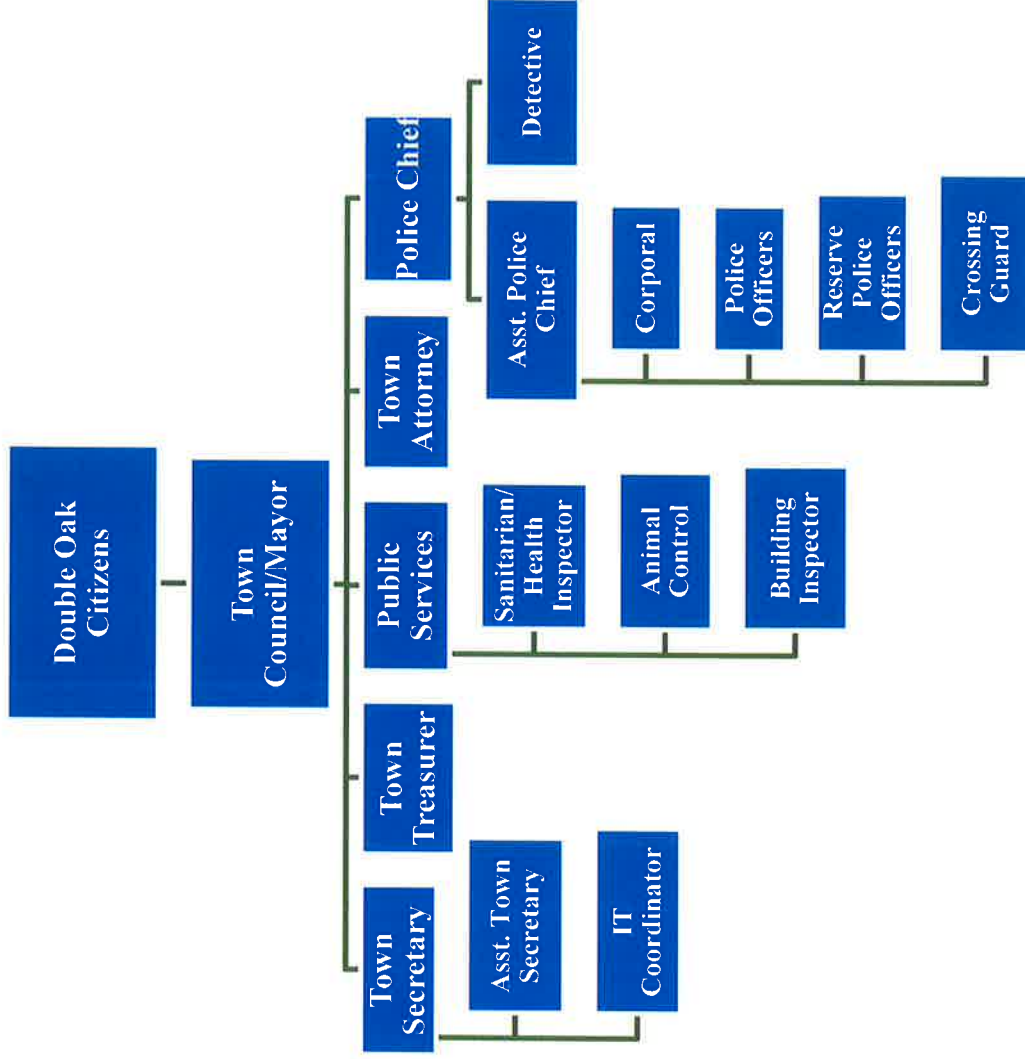 Double Oak
Citizens
Town
Council/Mayor
Town
Secretary
Town
Treasurer
Public
Services
Town
Attorney
Police Chief
Asst. Town
Secretary
IT
Coordinator
Sanitarian/
Health
Inspector
Animal
Control
Building
Inspector
Asst. Police
Chief
Detective
Corporal
Police
Officers
Reserve
Police
Officers
Crossing
Guard